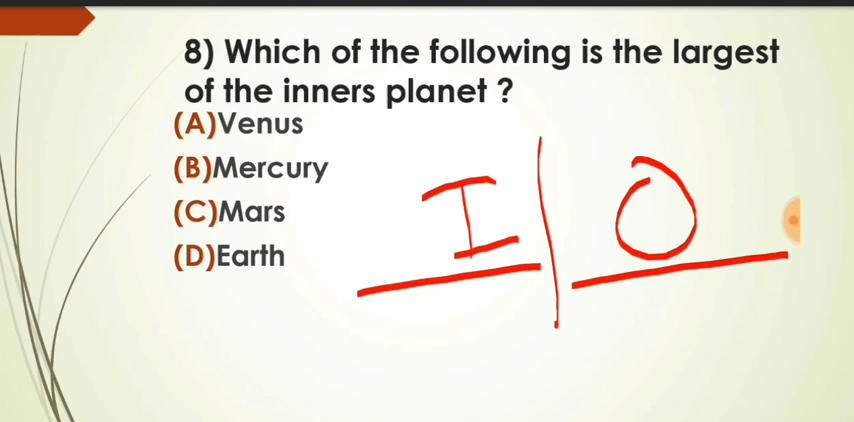 8) Which of the following is the largest
of the inners planet ?
(A)Venus
(B)Mercury
(C)Mars
(D)Earth
I | O